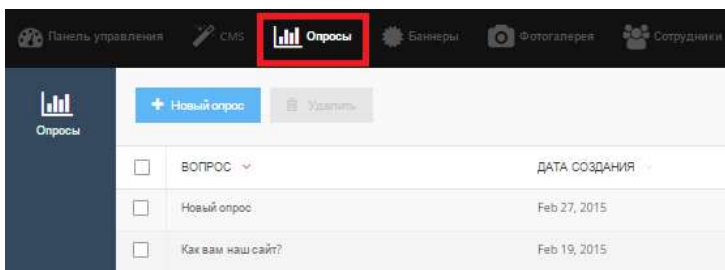 Панель управления CMS Опросы Баннеры Фотогалерея Сотрудники
Опросы
+ Новый опрос Удалить
ВОПРОС ДАТА СОЗДАНИЯ
Новый опрос Feb 27, 2015
Как вам наш сайт? Feb 19, 2015